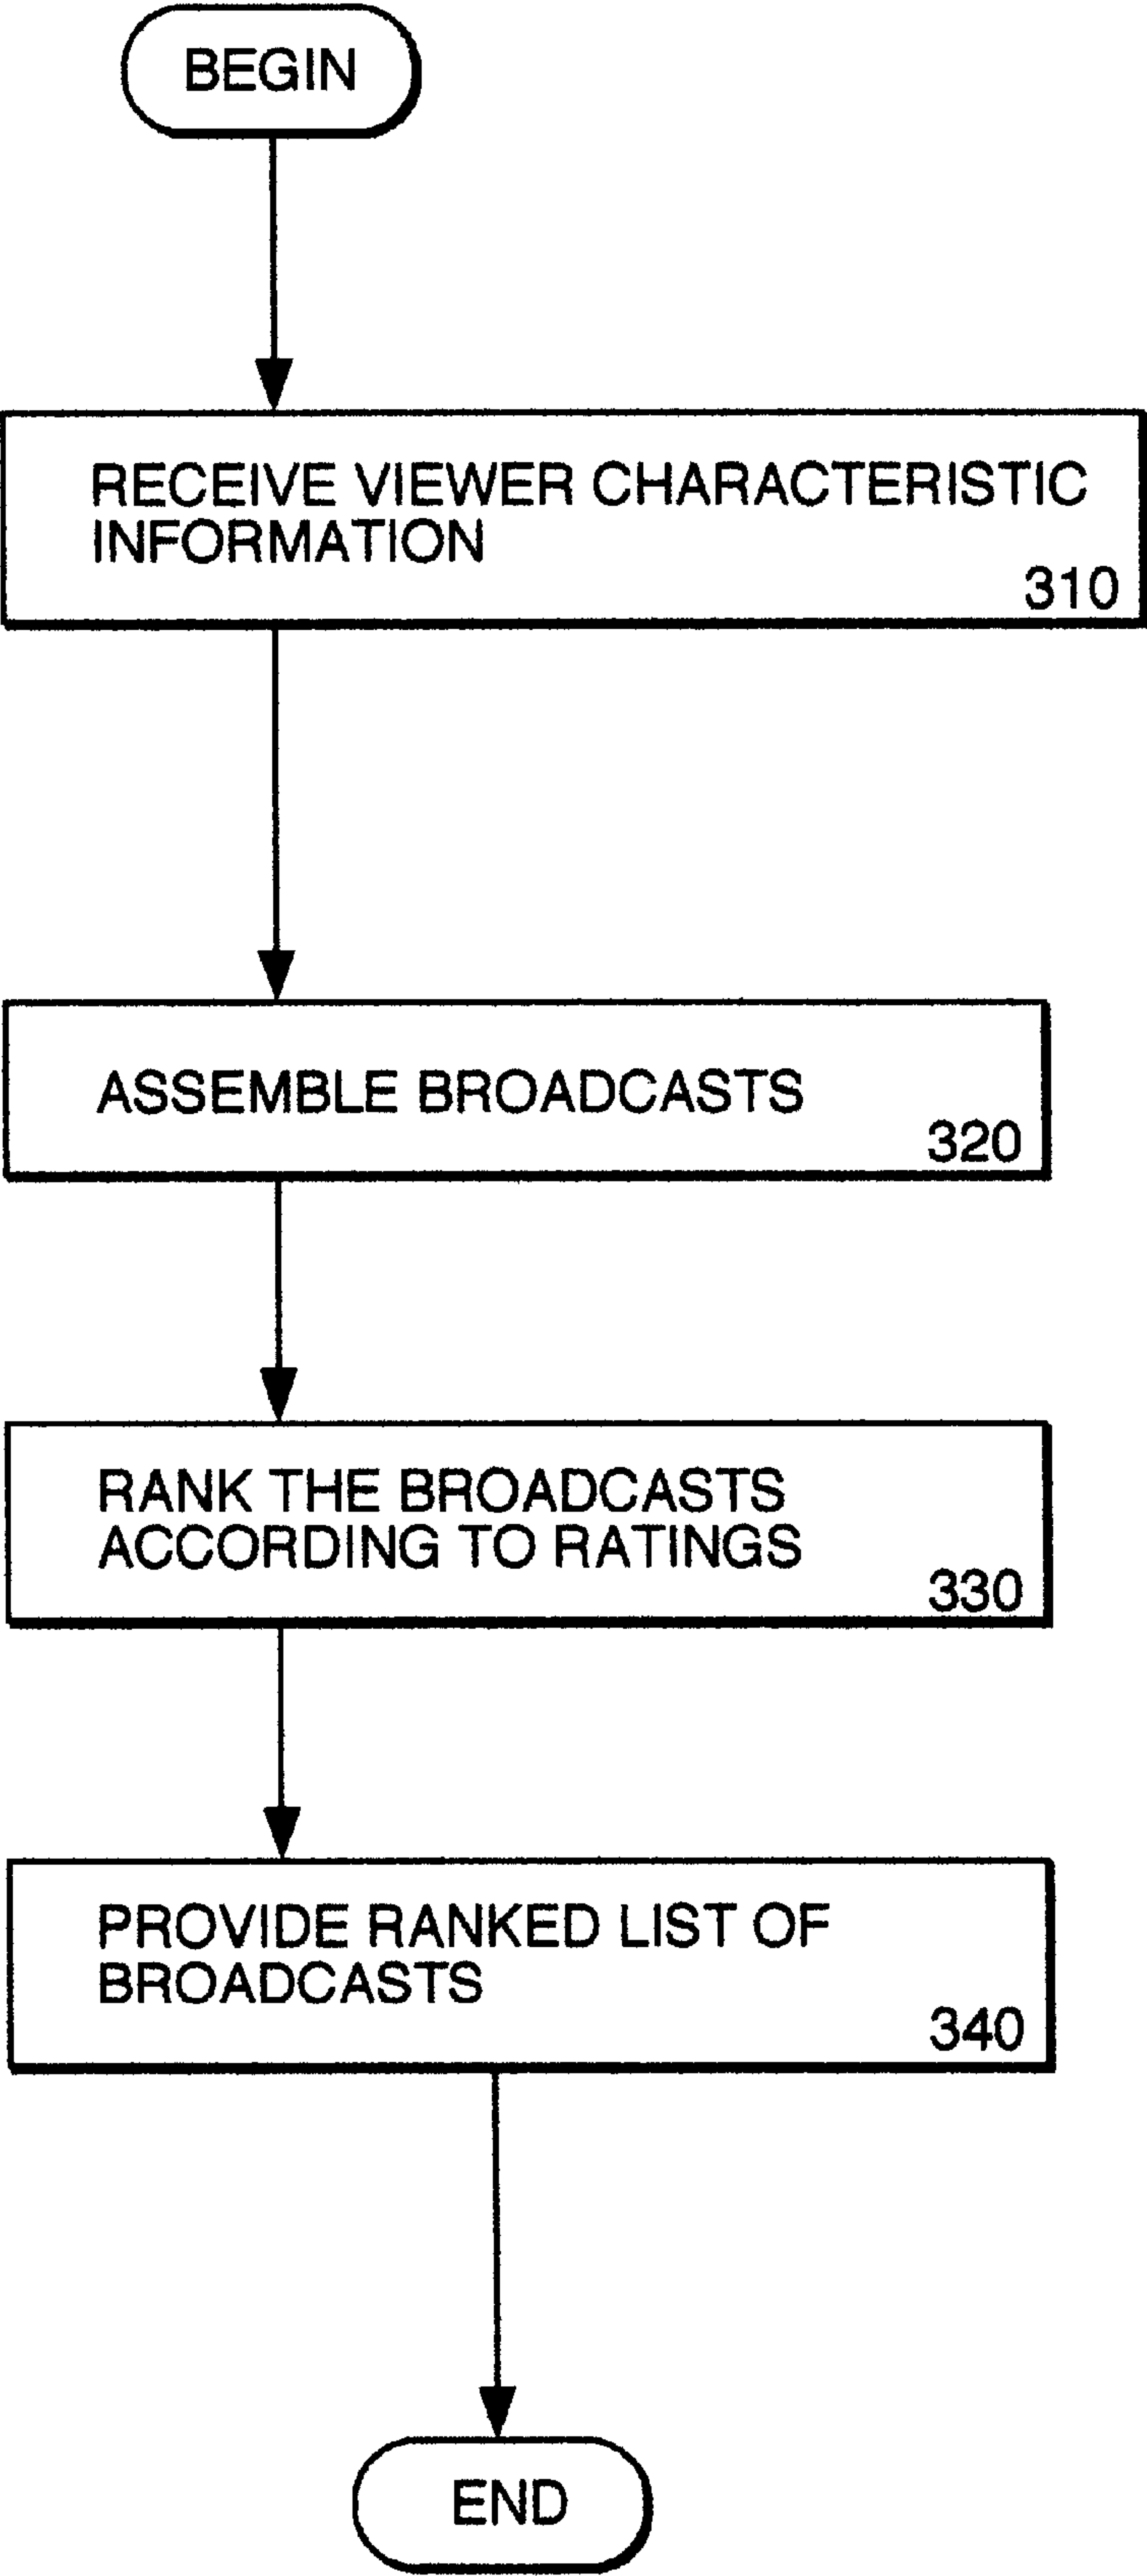 BEGIN
RECEIVE VIEWER CHARACTERISTIC
INFORMATION
310
ASSEMBLE BROADCASTS
320
RANK THE BROADCASTS
ACCORDING TO RATINGS
330
PROVIDE RANKED LIST OF
BROADCASTS
340
END